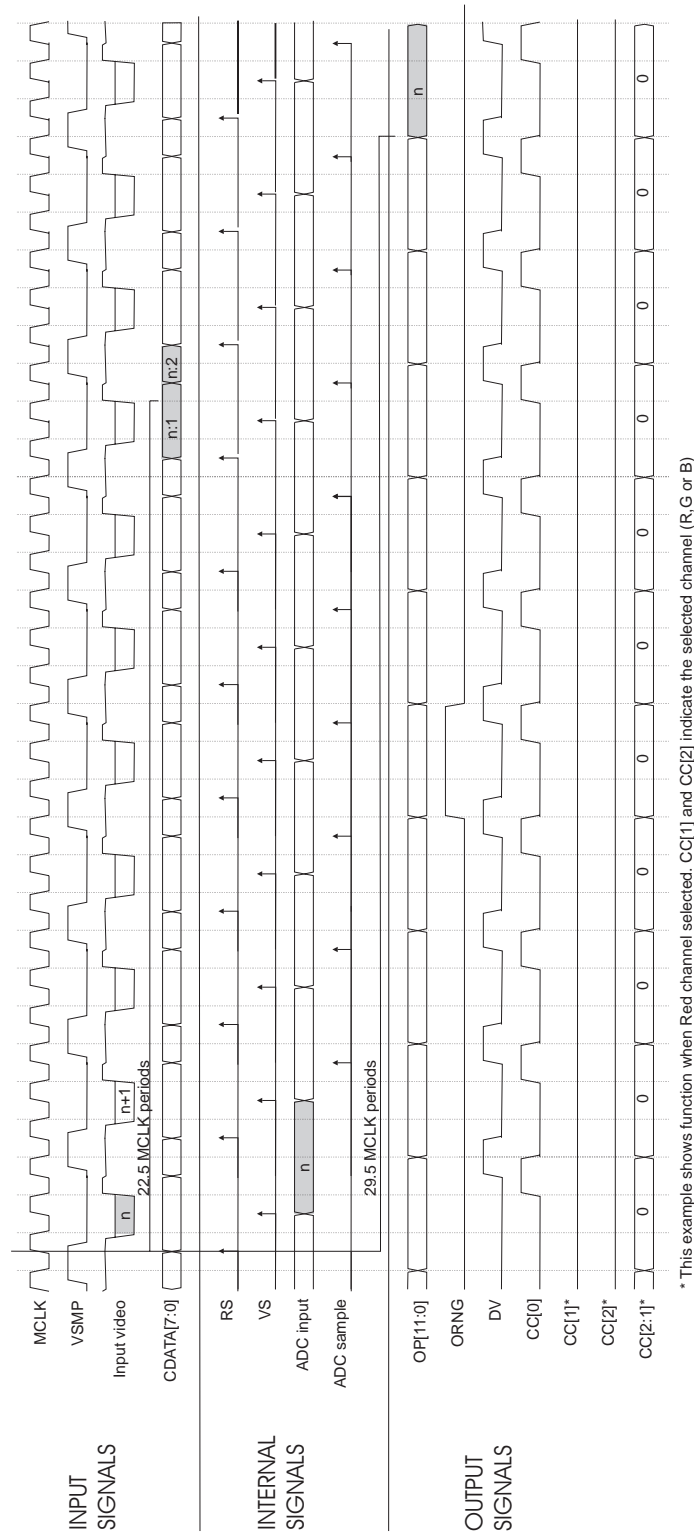 INPUT
SIGNALS
MCLK
VSMP
Input video
n
n+1
22.5 MCLK periods
CDATA[7:0]
n:1
n:2
INTERNAL
SIGNALS
RS
VS
ADC input
n
ADC sample
29.5 MCLK periods
OUTPUT
SIGNALS
OP[11:0]
n
ORNG
DV
CC[0]
CC[1]*
CC[2]*
CC[2:1]*
0 0 0 0 0 0 0 0 0 0 0
* This example shows function when Red channel selected. CC[1] and CC[2] indicate the selected channel (R,G or B)